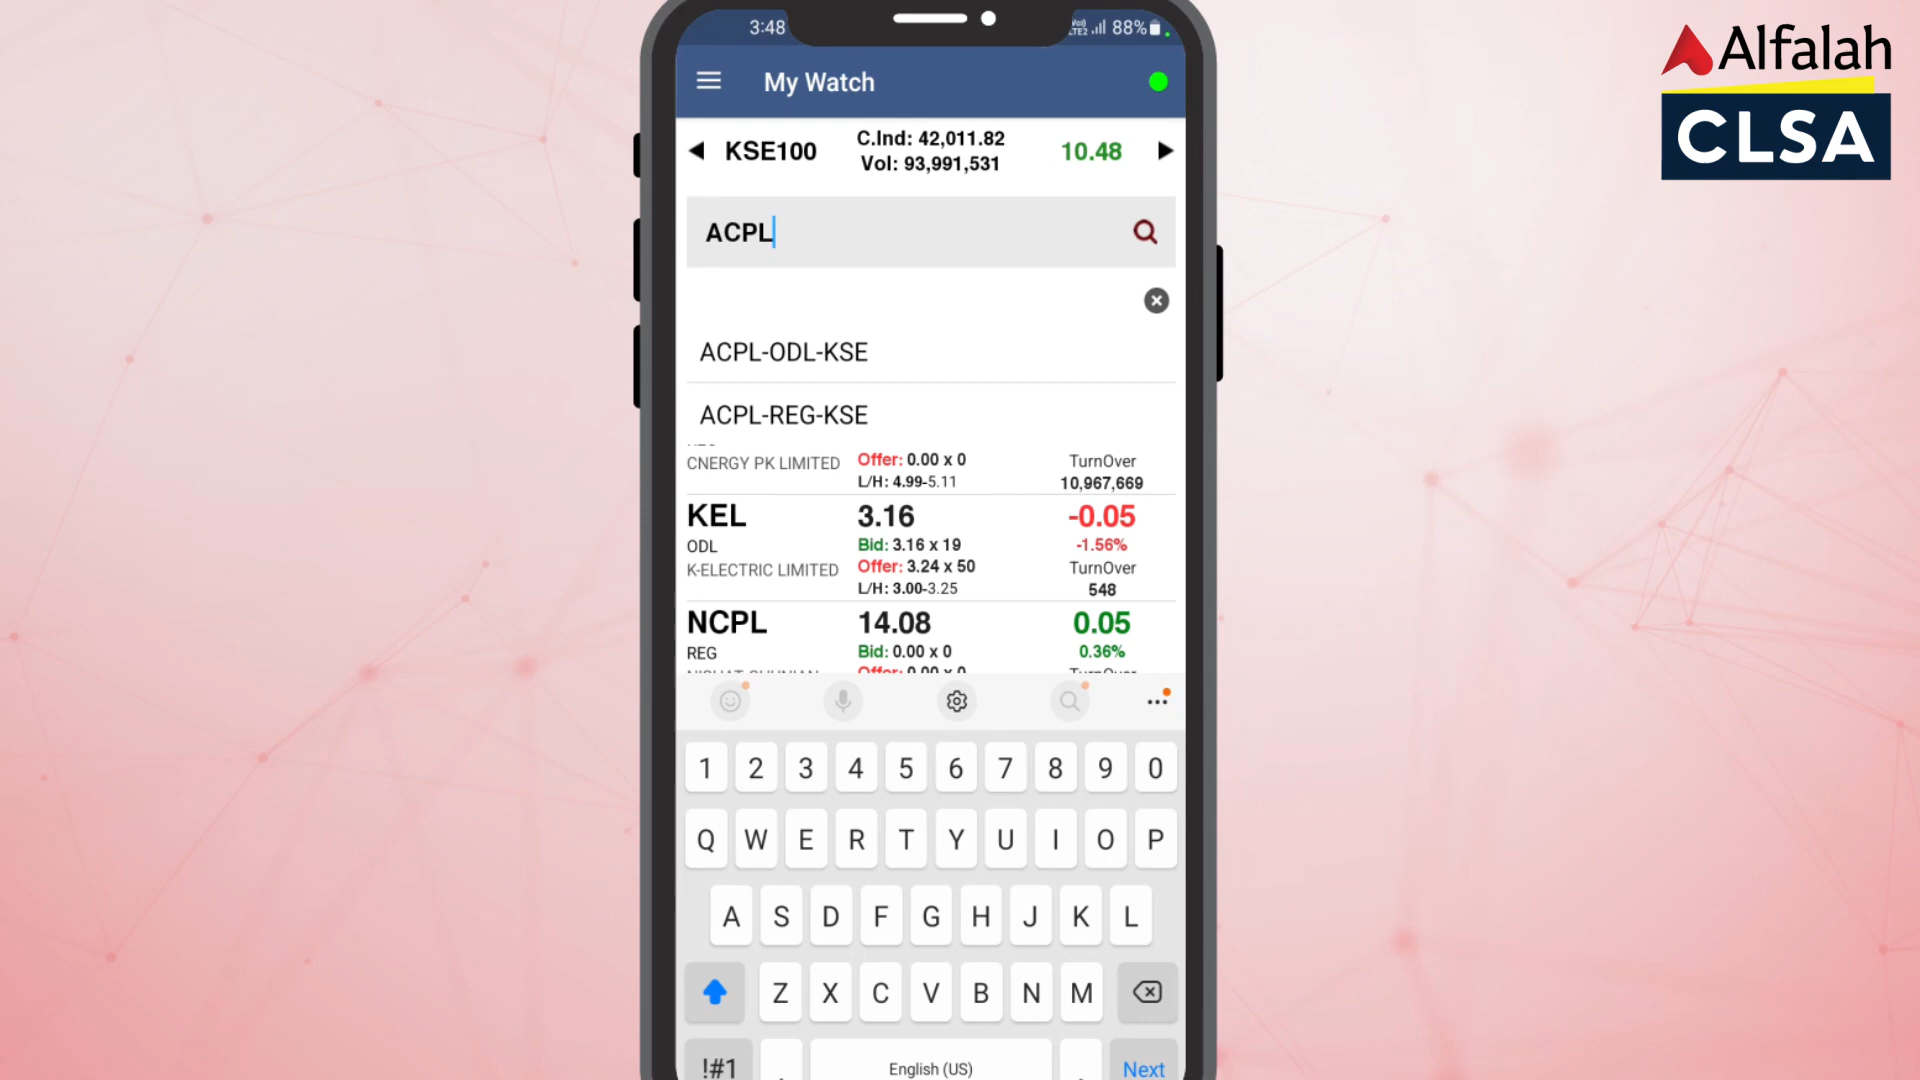 3:48
88%
My Watch
KSE100
C.Ind: 42,011.82
Vol: 93,991,531
10.48
ACPL
ACPL-ODL-KSE
ACPL-REG-KSE
CNERGY PK LIMITED
Offer: 0.00 x 0
L/H: 4.99-5.11
TurnOver
10,967,669
KEL
3.16
-0.05
ODL
Bid: 3.16 x 19
-1.56%
K-ELECTRIC LIMITED
Offer: 3.24 x 50
TurnOver
L/H: 3.00-3.25
548
NCPL
14.08
0.05
REG
Bid: 0.00 x 0
0.36%
1 2 3 4 5 6 7 8 9 0
Q W E R T Y U I O P
A S D F G H J K L
Z X C V B N M
!#1
English (US)
Next
Alfalah
CLSA